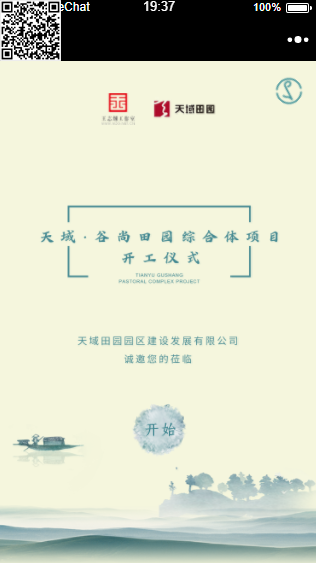 eChat 19:37 100%
天域田园
天域·谷尚田园综合体项目
开工仪式
TIANYU GUSHANG
PASTORAL COMPLEX PROJECT
天域田园园区建设发展有限公司
诚邀您的莅临
开始